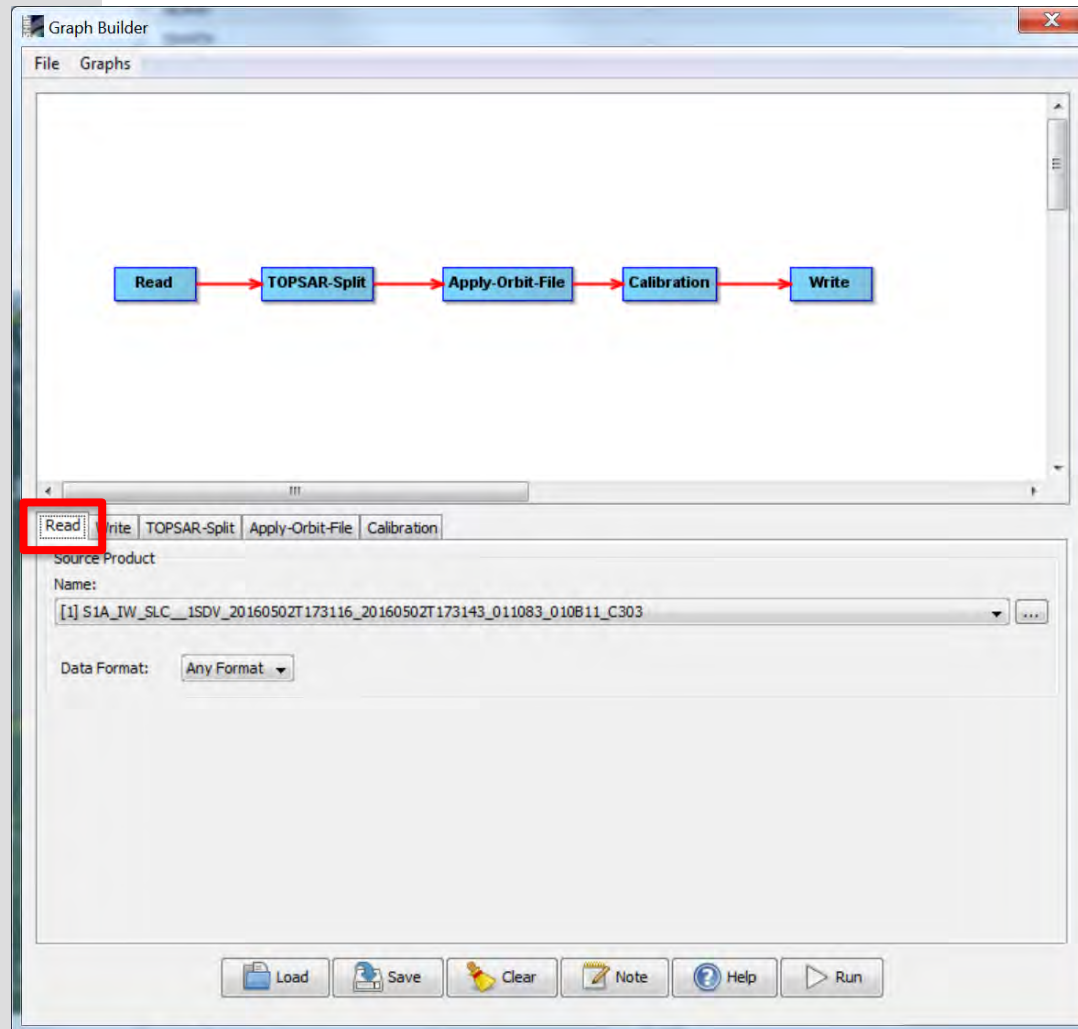 Graph Builder
X
File Graphs
Read TOPSAR-Split Apply-Orbit-File Calibration Write
Read Write TOPSAR-Split Apply-Orbit-File Calibration
Source Product
Name:
[1] S1A_IW_SLC__1SDV_20160502T173116_20160502T173143_011083_010B11_C303 ...
Data Format: Any Format
Load Save Clear Note Help Run